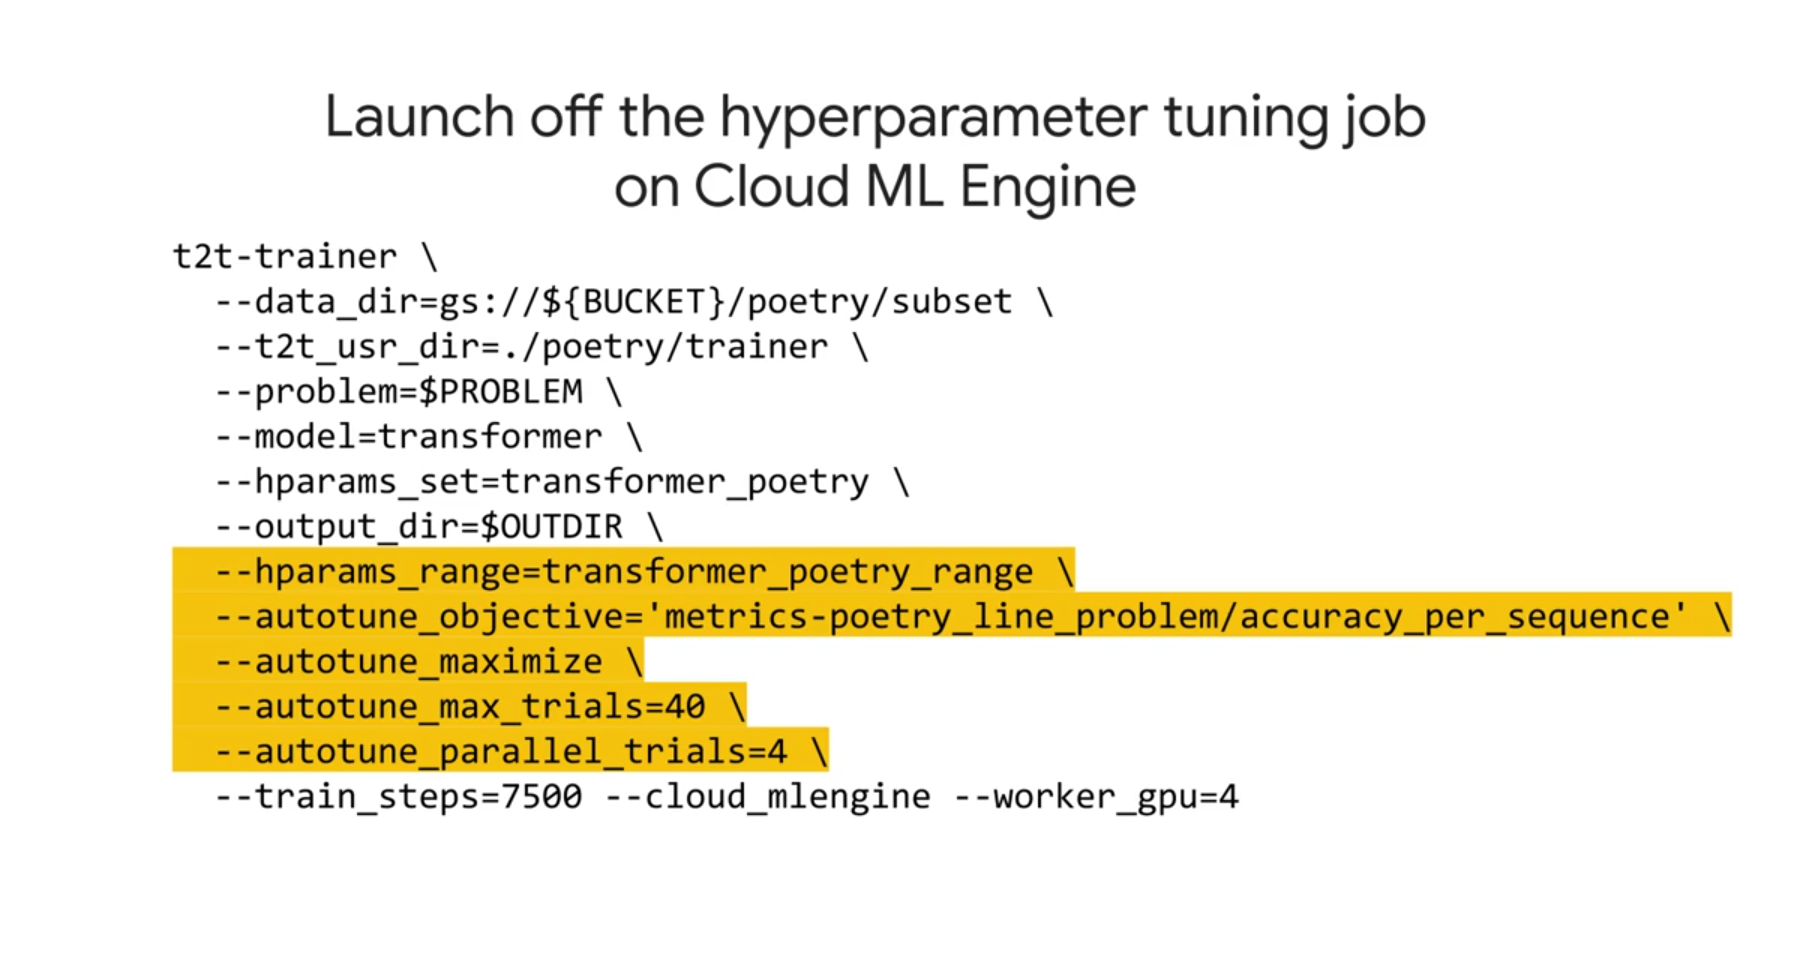 Launch off the hyperparameter tuning job
on Cloud ML Engine
t2t-trainer \
--data_dir=gs://${BUCKET}/poetry/subset \
--t2t_usr_dir=./poetry/trainer \
--problem=$PROBLEM \
--model=transformer \
--hparams_set=transformer_poetry \
--output_dir=$OUTDIR \
--hparams_range=transformer_poetry_range \
--autotune_objective='metrics-poetry_line_problem/accuracy_per_sequence' \
--autotune_maximize \
--autotune_max_trials=40 \
--autotune_parallel_trials=4 \
--train_steps=7500 --cloud_mlengine --worker_gpu=4